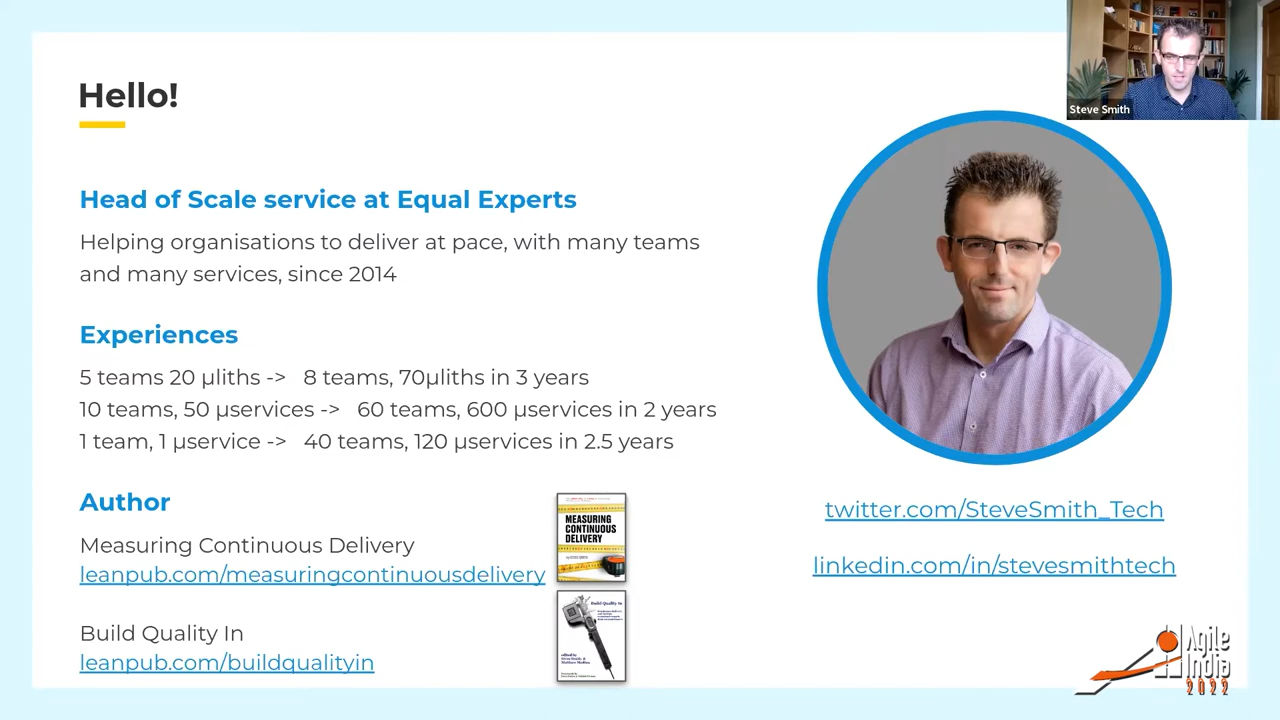 Steve Smith
Hello!
Head of Scale service at Equal Experts
Helping organisations to deliver at pace, with many teams
and many services, since 2014
Experiences
5 teams 20 µliths -> 8 teams, 70µliths in 3 years
10 teams, 50 µservices -> 60 teams, 600 µservices in 2 years
1 team, 1 µservice -> 40 teams, 120 µservices in 2.5 years
Author
Measuring Continuous Delivery
leanpub.com/measuringcontinuousdelivery
MEASURING
CONTINUOUS
DELIVERY
Build Quality In
leanpub.com/buildqualityin
Build Quality In
twitter.com/SteveSmith_Tech
linkedin.com/in/stevesmithtech
Agile
India
2022